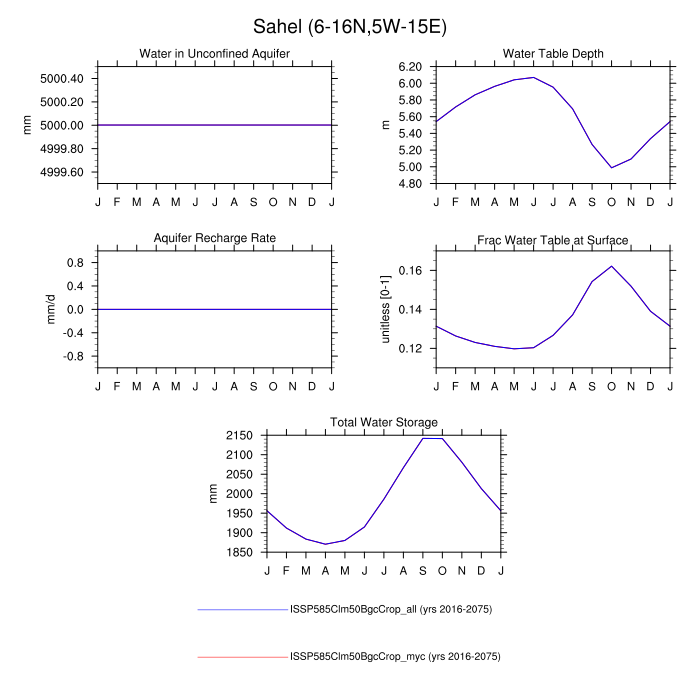 Sahel (6-16N,5W-15E)
Water in Unconfined Aquifer
mm
5000.40
5000.20
5000.00
4999.80
4999.60
J F M A M J J A S O N D J
Water Table Depth
m
6.20
6.00
5.80
5.60
5.40
5.20
5.00
4.80
J F M A M J J A S O N D J
Aquifer Recharge Rate
mm/d
0.8
0.4
0.0
-0.4
-0.8
J F M A M J J A S O N D J
Frac Water Table at Surface
unitless [0-1]
0.16
0.14
0.12
J F M A M J J A S O N D J
Total Water Storage
mm
2150
2100
2050
2000
1950
1900
1850
J F M A M J J A S O N D J
ISSP585Clm50BgcCrop_all (yrs 2016-2075)
ISSP585Clm50BgcCrop_myc (yrs 2016-2075)